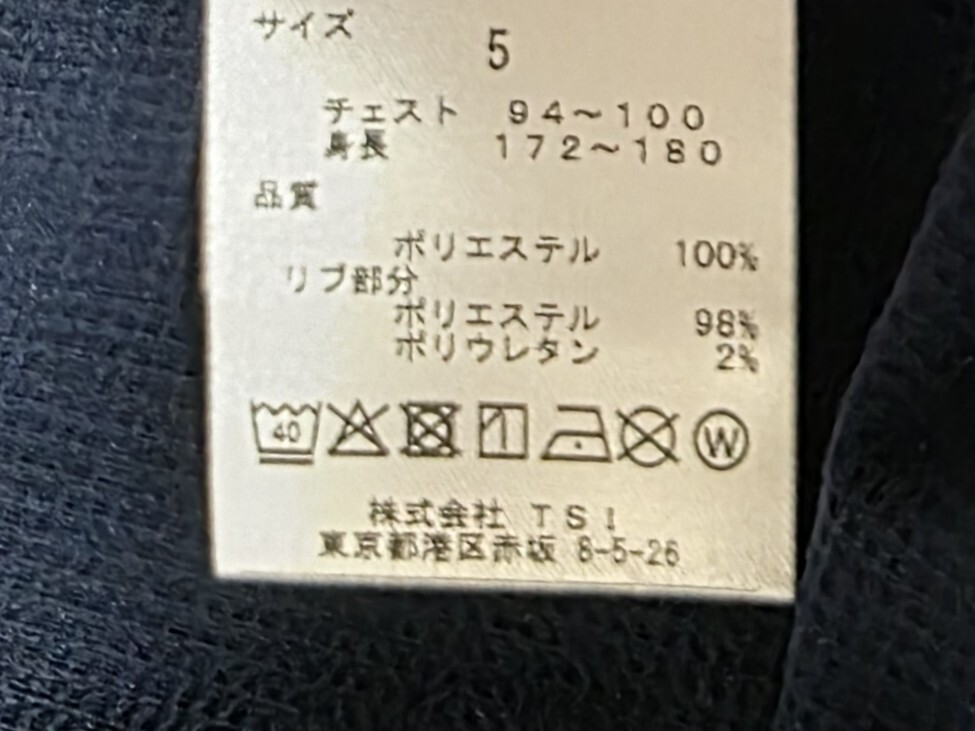 サイズ
5
チェスト 94～100
身長 172～180
品質
ポリエステル 100%
リブ部分
ポリエステル 98%
ポリウレタン 2%
40 W
株式会社 TSI
東京都港区赤坂 8-5-26